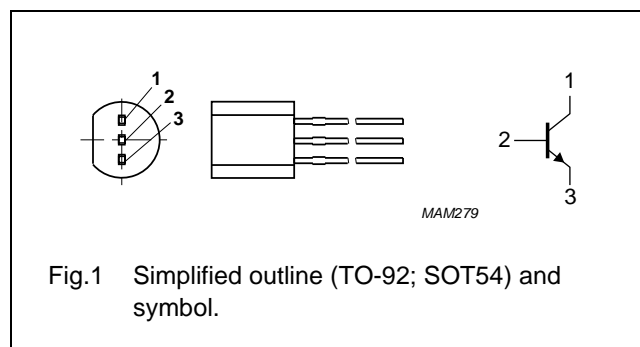 1
2
3
1
2
3
MAM279
Fig.1 Simplified outline (TO-92; SOT54) and
symbol.